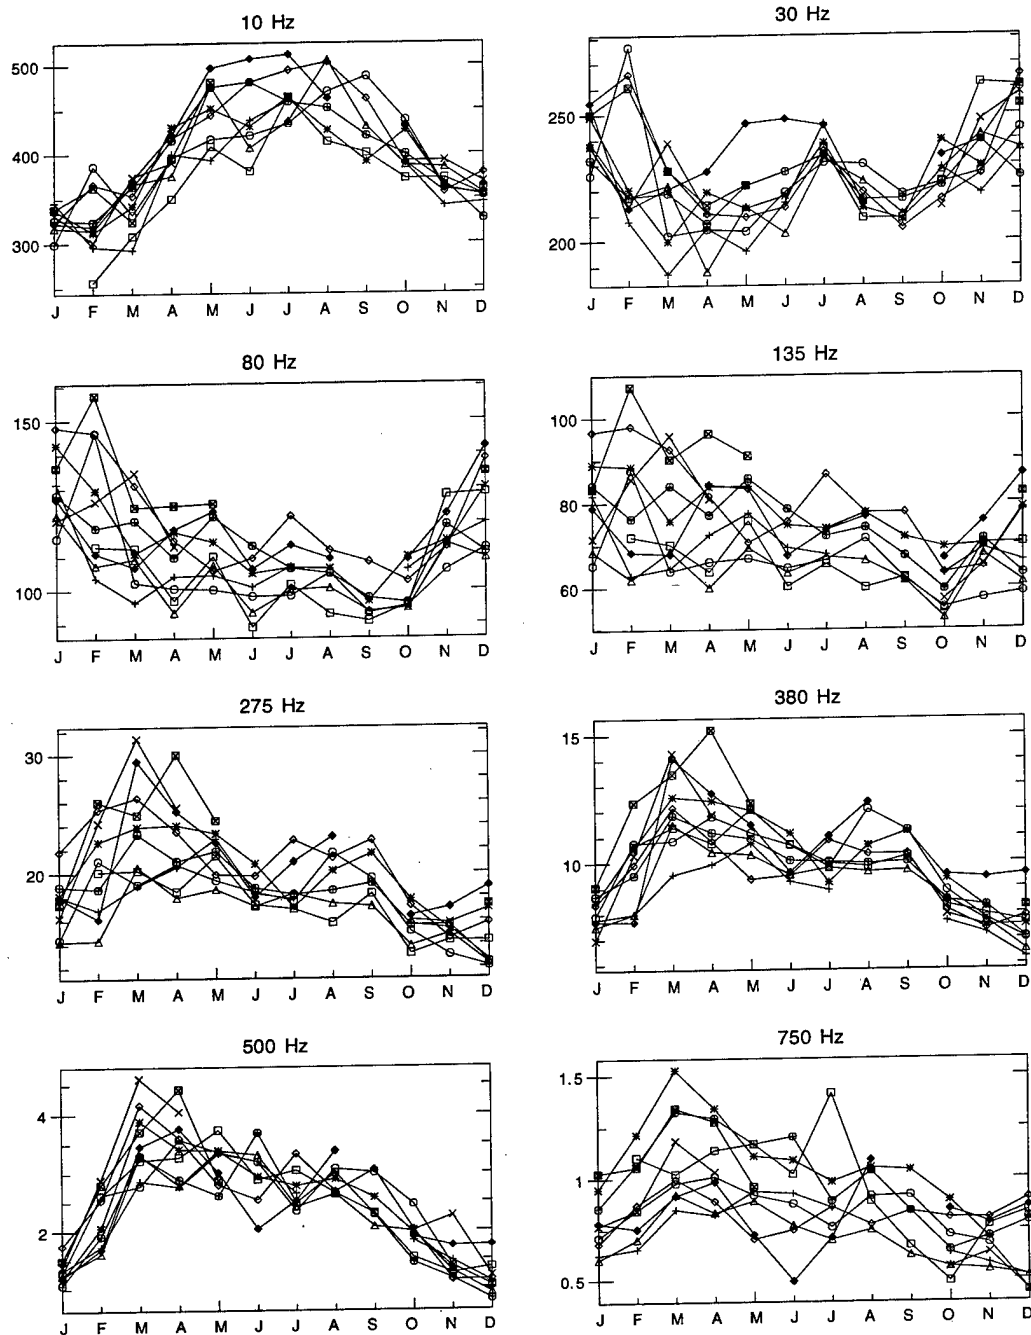 10 Hz
30 Hz
500
400
300
J F M A M J J A S O N D
250
200
J F M A M J J A S O N D
80 Hz
135 Hz
150
100
J F M A M J J A S O N D
100
80
60
J F M A M J J A S O N D
275 Hz
380 Hz
30
20
J F M A M J J A S O N D
15
10
J F M A M J J A S O N D
500 Hz
750 Hz
4
2
J F M A M J J A S O N D
1.5
1
0.5
J F M A M J J A S O N D